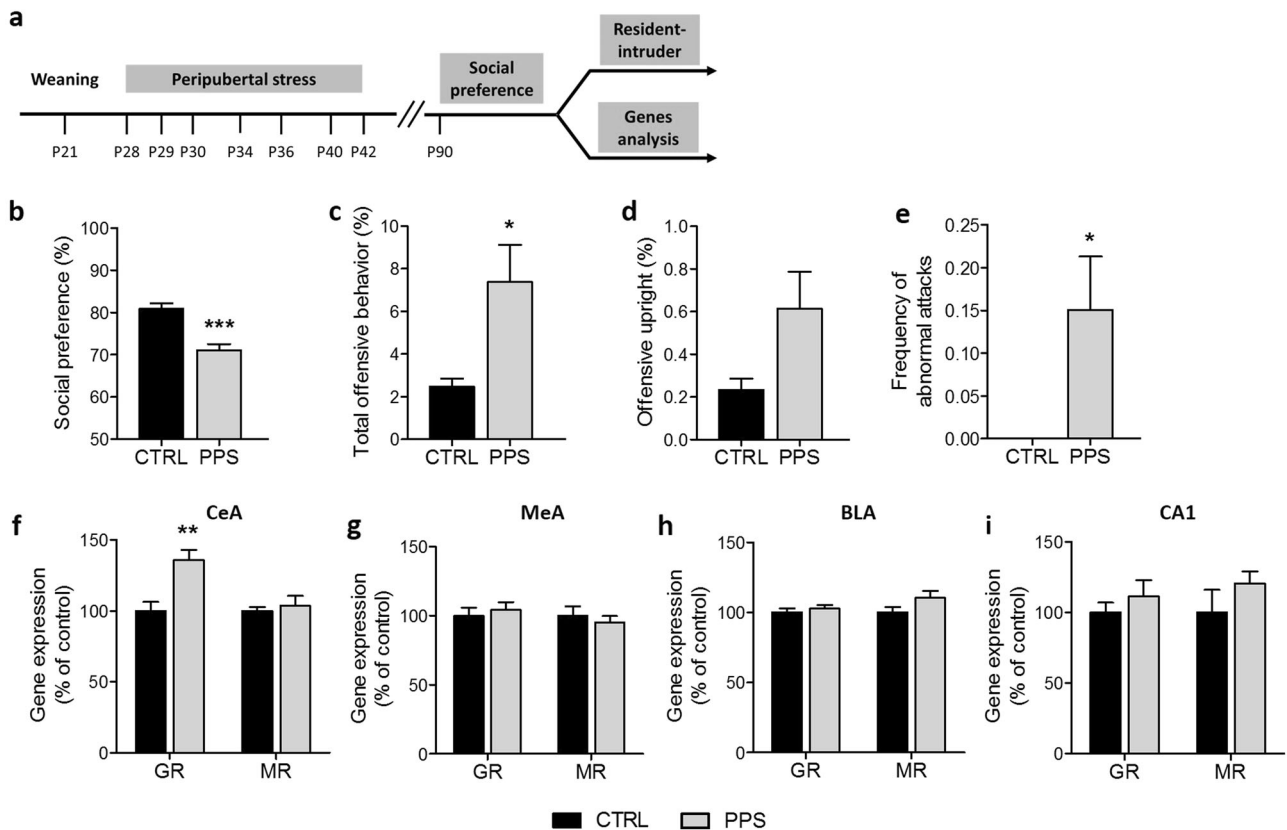 a
Weaning
Peripubertal stress
Social
preference
Resident-
intruder
Genes
analysis
P21
P28
P29
P30
P34
P36
P40
P42
P90
b
Social preference (%)
100
90
80
70
60
50
***
CTRL
PPS
c
Total offensive behavior (%)
10
8
6
4
2
0
*
CTRL
PPS
d
Offensive upright (%)
1.0
0.8
0.6
0.4
0.2
0.0
CTRL
PPS
e
Frequency of
abnormal attacks
0.25
0.20
0.15
0.10
0.05
0.00
*
CTRL
PPS
f
CeA
Gene expression
(% of control)
150
100
50
0
**
GR
MR
g
MeA
Gene expression
(% of control)
150
100
50
0
GR
MR
h
BLA
Gene expression
(% of control)
150
100
50
0
GR
MR
i
CA1
Gene expression
(% of control)
150
100
50
0
GR
MR
CTRL
PPS